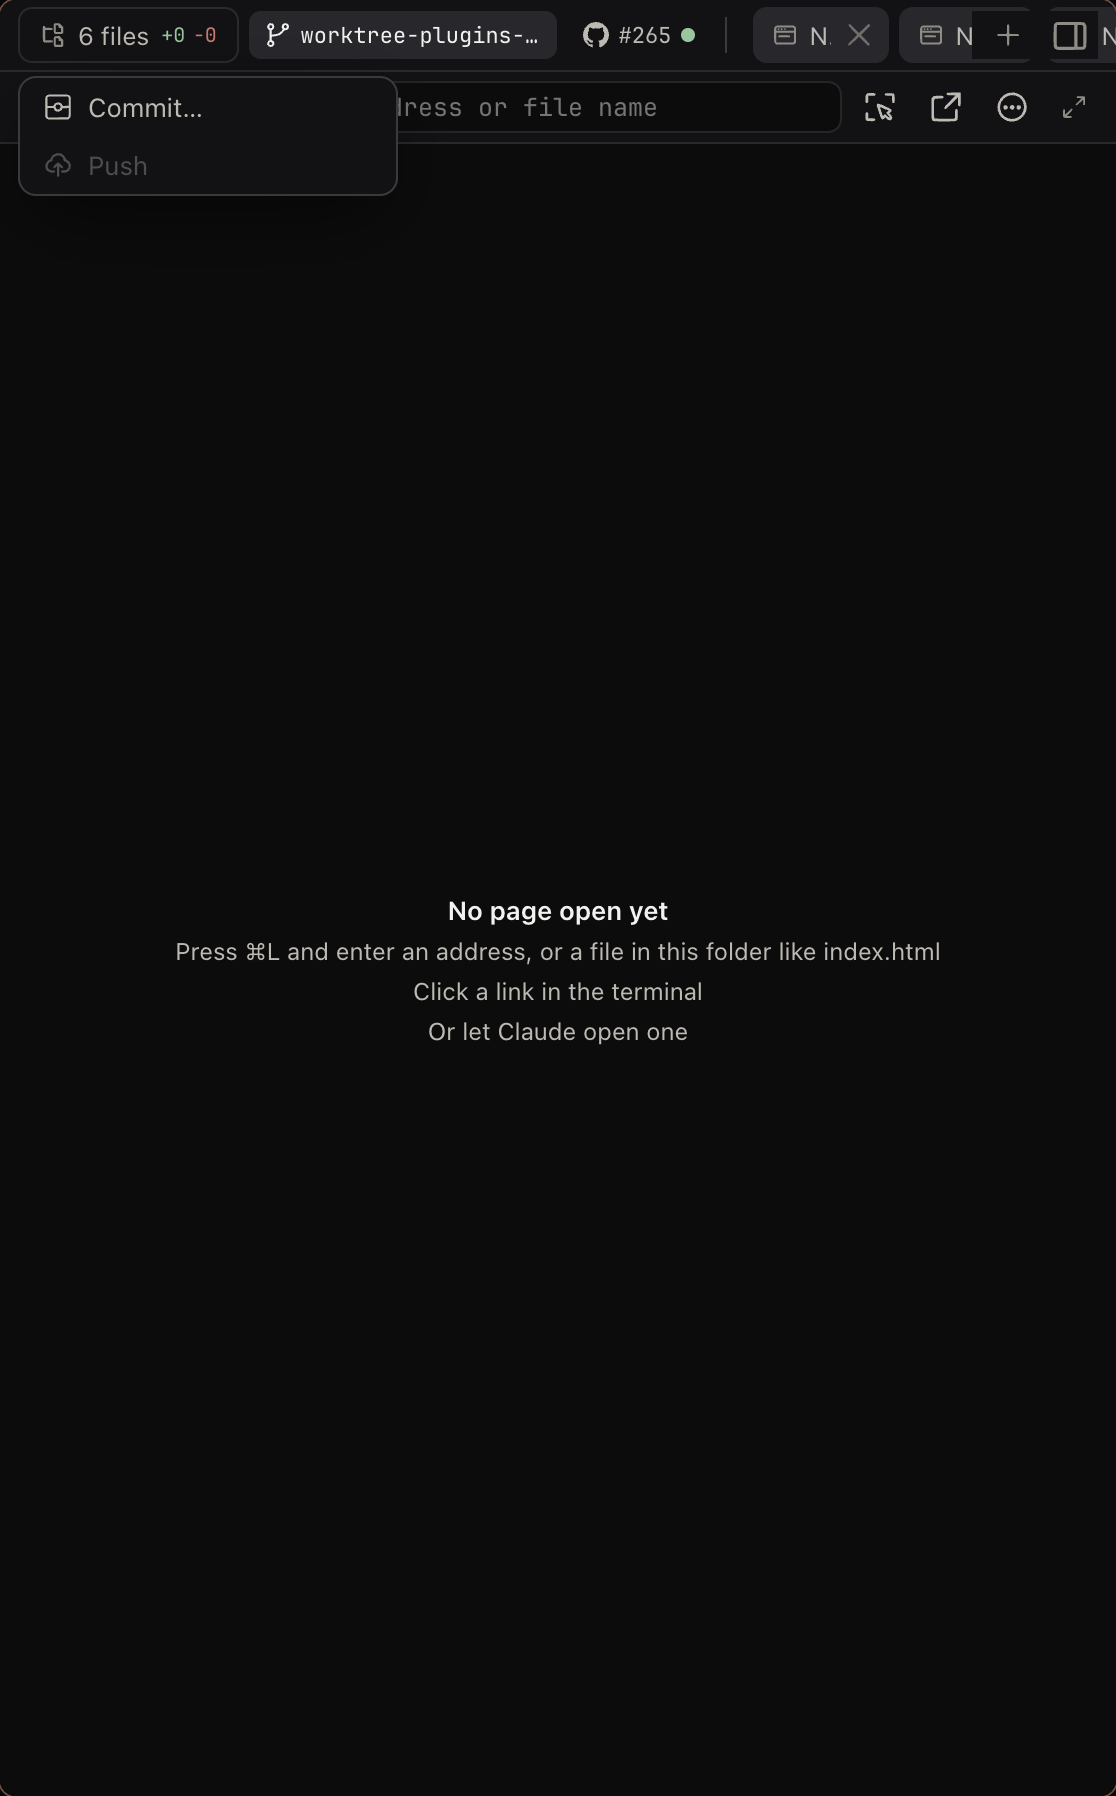 6 files +0 -0
worktree-plugins-…
#265
N.
N
N
Commit...
dress or file name
Push
No page open yet
Press ⌘L and enter an address, or a file in this folder like index.html
Click a link in the terminal
Or let Claude open one